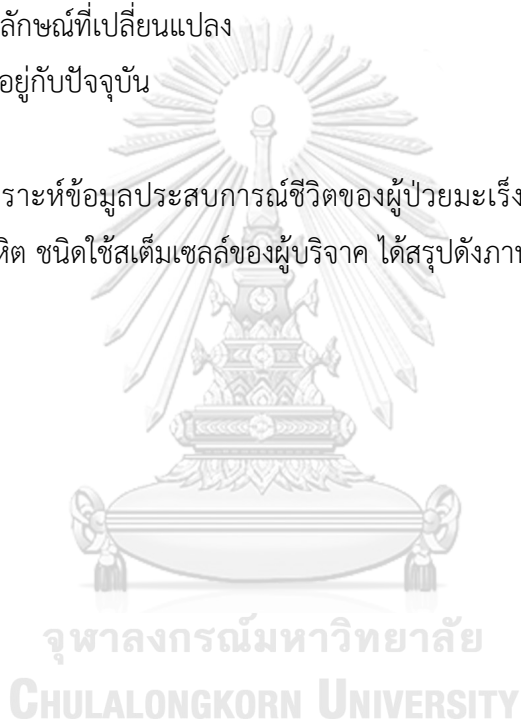 ลักษณ์ที่เปลี่ยนแปลง
อยู่กับปัจจุบัน
ราะห์ข้อมูลประสบการณ์ชีวิตของผู้ป่วยมะเร็ง
หิต ชนิดใช้สเต็มเซลล์ของผู้บริจาค ได้สรุปดังภาพ
จุฬาลงกรณ์มหาวิทยาลัย
CHULALONGKORN UNIVERSITY